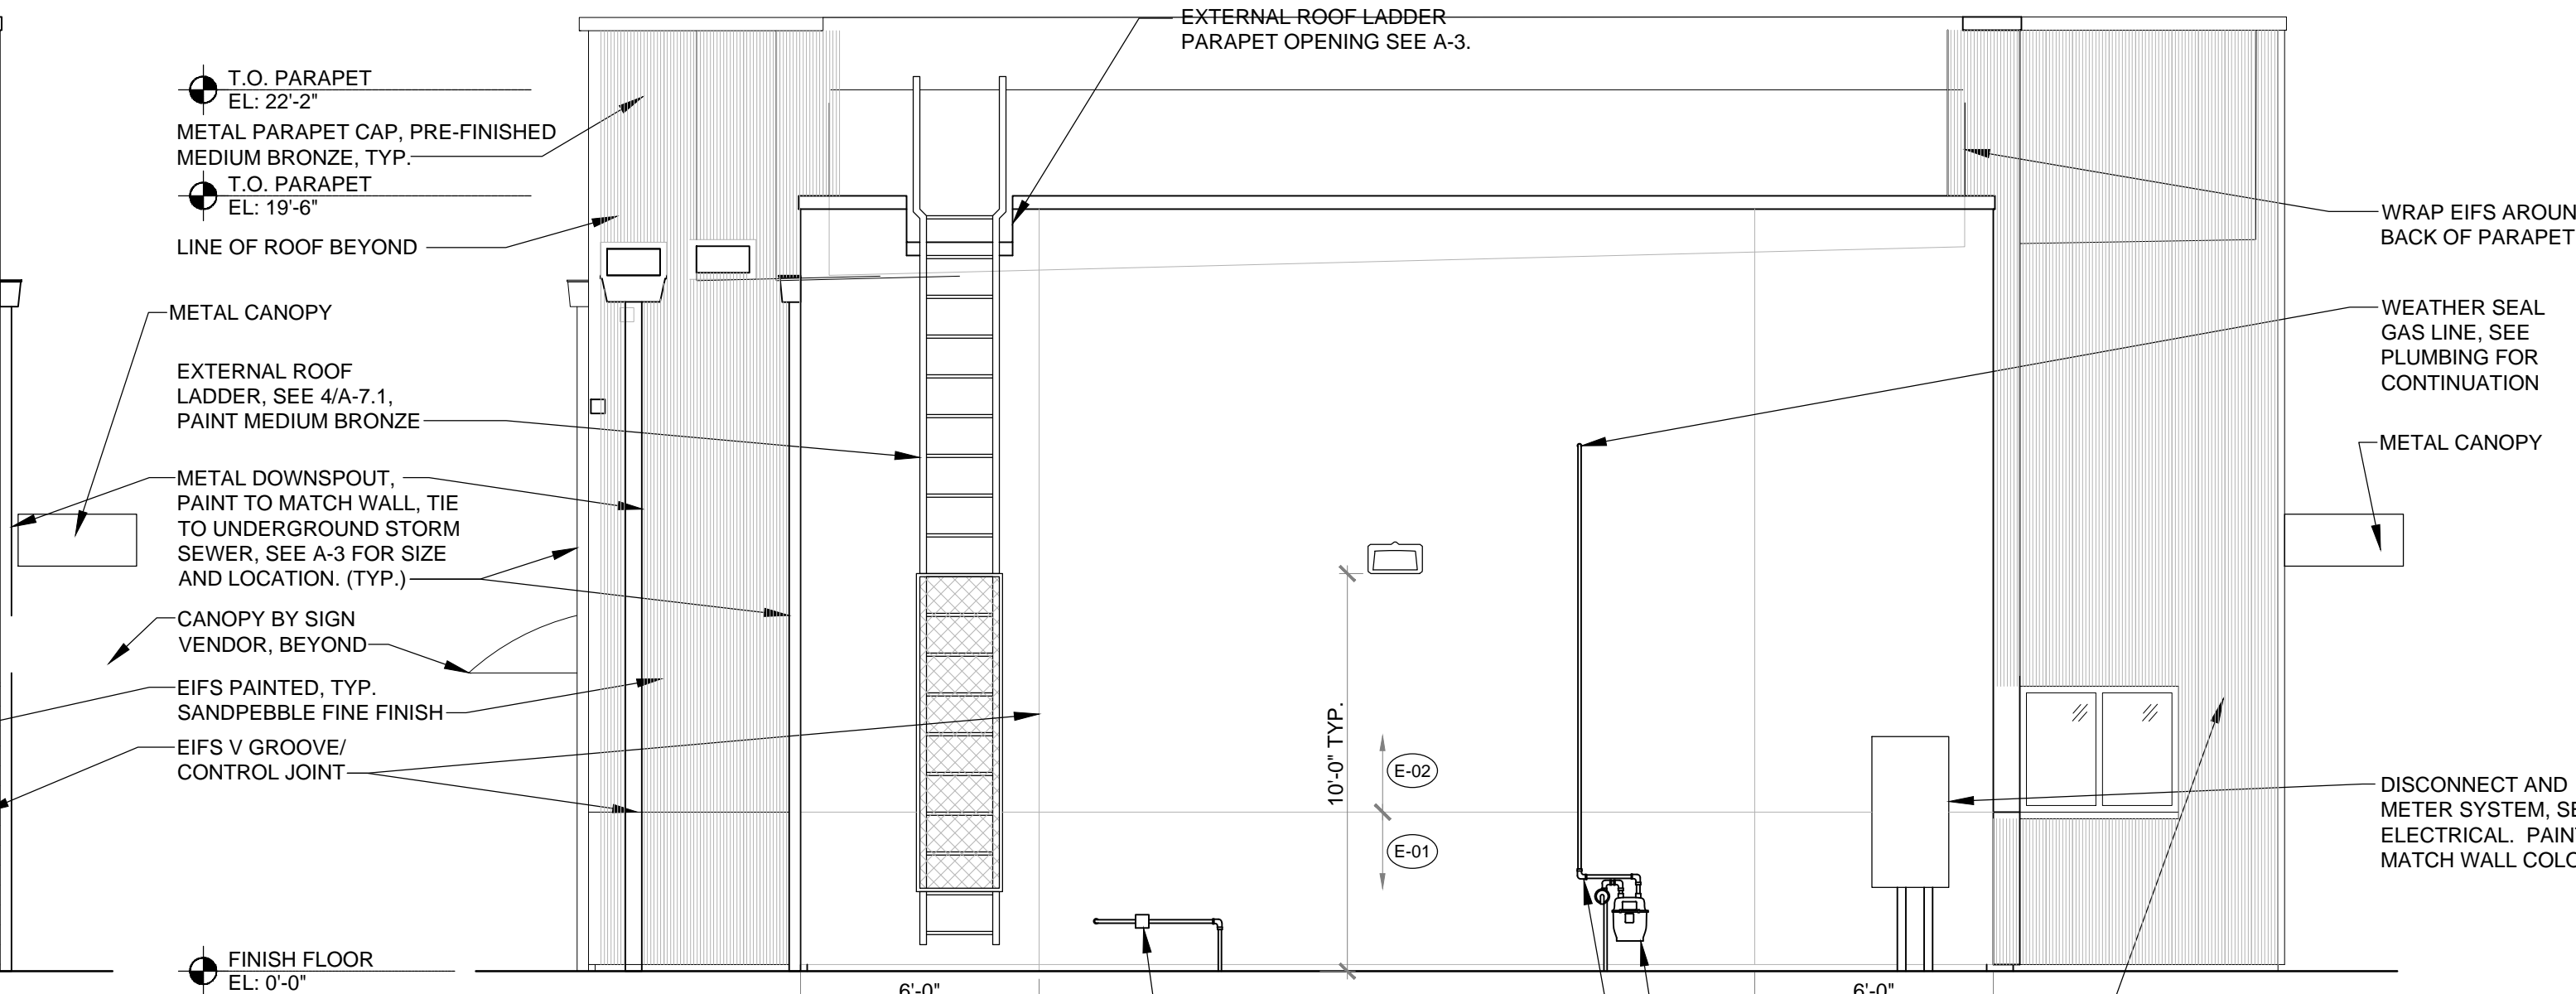 EXTERNAL ROOF LADDER
PARAPET OPENING SEE A-3.
T.O. PARAPET
EL: 22'-2"
METAL PARAPET CAP, PRE-FINISHED
MEDIUM BRONZE, TYP.
T.O. PARAPET
EL: 19'-6"
LINE OF ROOF BEYOND
METAL CANOPY
EXTERNAL ROOF
LADDER, SEE 4/A-7.1,
PAINT MEDIUM BRONZE
METAL DOWNSPOUT,
PAINT TO MATCH WALL, TIE
TO UNDERGROUND STORM
SEWER, SEE A-3 FOR SIZE
AND LOCATION. (TYP.)
CANOPY BY SIGN
VENDOR, BEYOND
EIFS PAINTED, TYP.
SANDPEBBLE FINE FINISH
EIFS V GROOVE/
CONTROL JOINT
FINISH FLOOR
EL: 0'-0"
10'-0" TYP.
E-02
E-01
6'-0"
6'-0"
WRAP EIFS AROUN
BACK OF PARAPET
WEATHER SEAL
GAS LINE, SEE
PLUMBING FOR
CONTINUATION
METAL CANOPY
DISCONNECT AND
METER SYSTEM, SE
ELECTRICAL. PAIN
MATCH WALL COLO